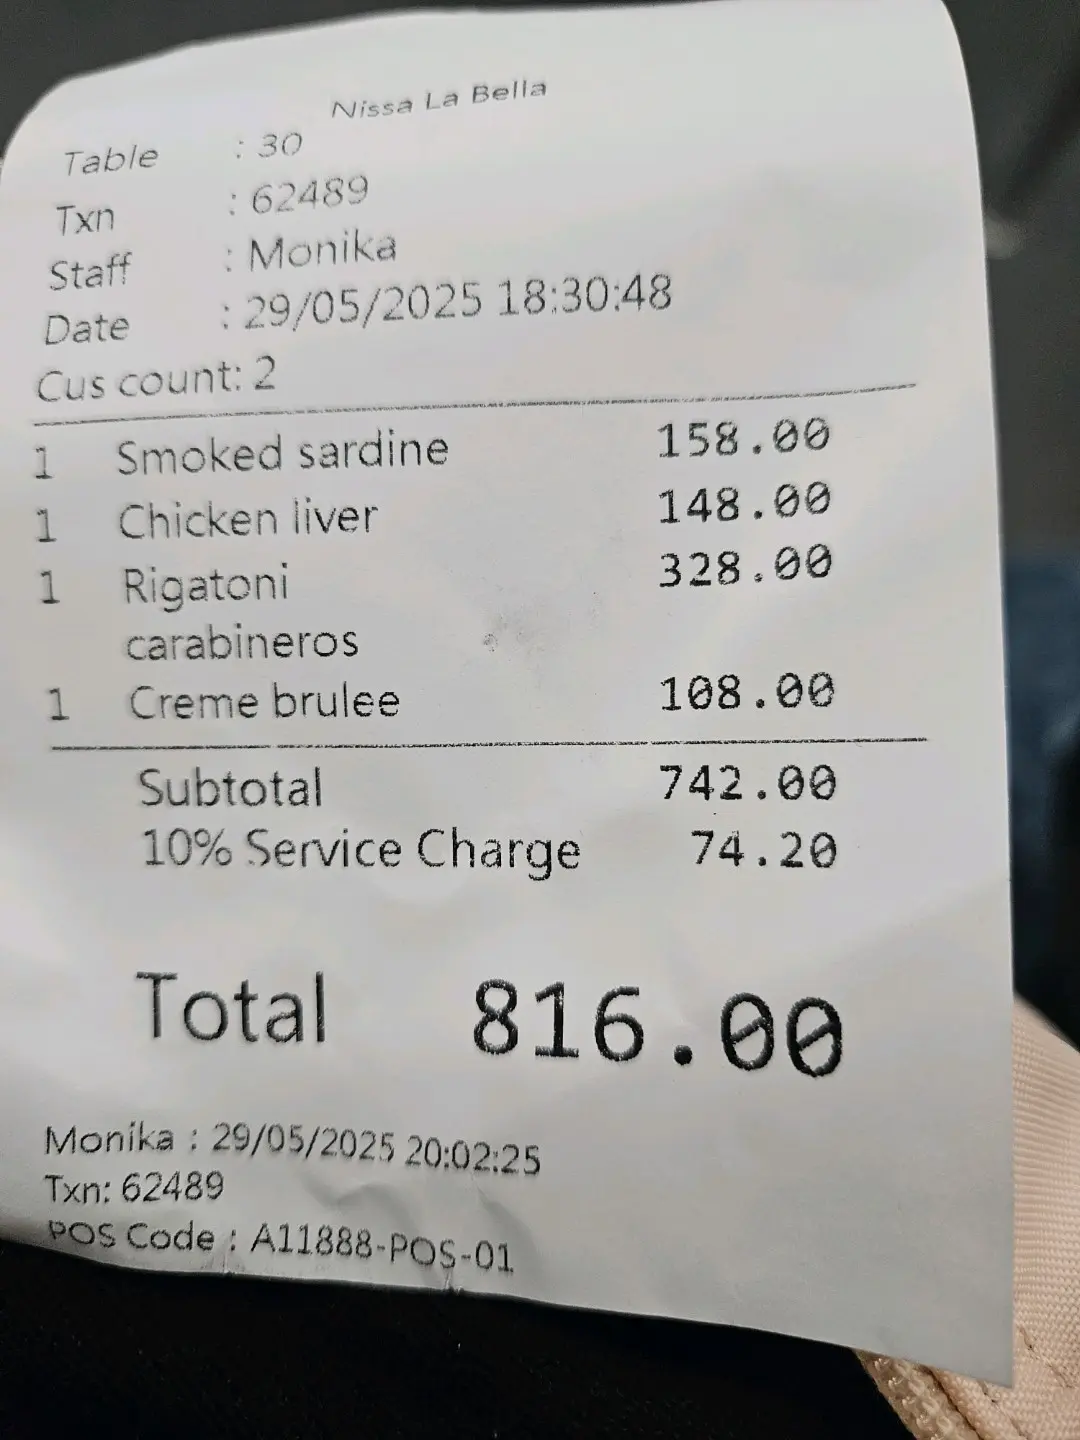 Nissa La Bella
Table : 30
Txn : 62489
Staff : Monika
Date : 29/05/2025 18:30:48
Cus count: 2
1 Smoked sardine 158.00
1 Chicken liver 148.00
1 Rigatoni 328.00
carabineros
1 Creme brulee 108.00
Subtotal 742.00
10% Service Charge 74.20
Total 816.00
Monika : 29/05/2025 20:02:25
Txn: 62489
POS Code : A11888-POS-01